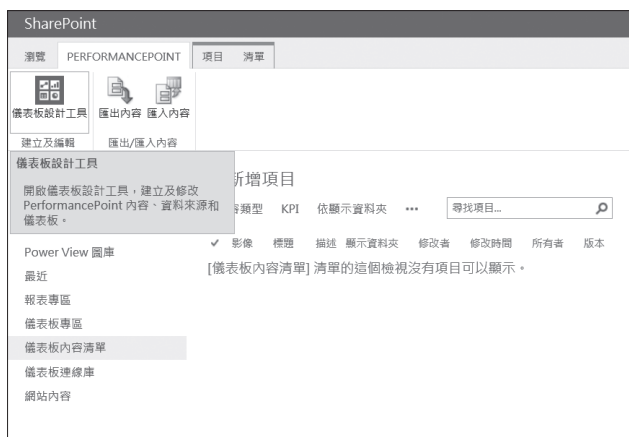 SharePoint
瀏覽 PERFORMANCEPOINT 項目 清單
儀表板設計工具 匯出內容 匯入內容
建立及編輯 匯出/匯入內容
儀表板設計工具
開啟儀表板設計工具，建立及修改
PerformancePoint 內容、資料來源和
儀表板。
新增項目
類型 KPI 依顯示資料夾 ••• 尋找項目...
✓ 影像 標題 描述 顯示資料夾 修改者 修改時間 所有者 版本
[儀表板內容清單] 清單的這個檢視沒有項目可以顯示。
Power View 圖庫
最近
報表專區
儀表板專區
儀表板內容清單
儀表板連線庫
網站內容